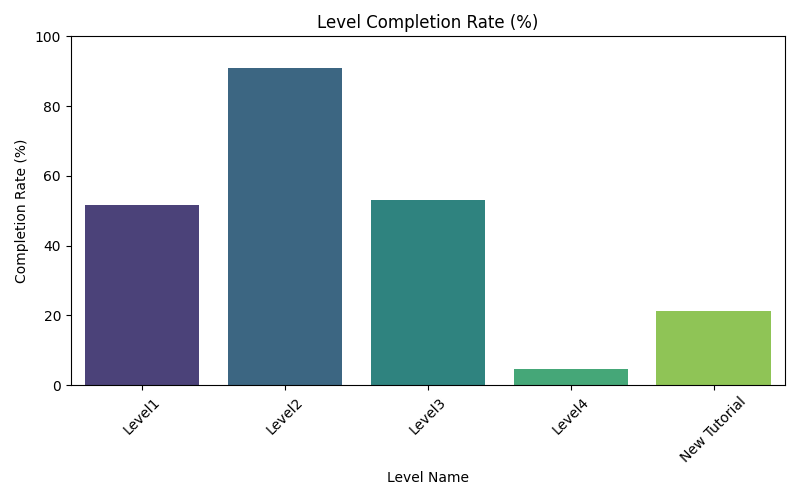 Level Completion Rate (%)
100
80
60
40
20
0
Completion Rate (%)
Level1
Level2
Level3
Level4
New Tutorial
Level Name